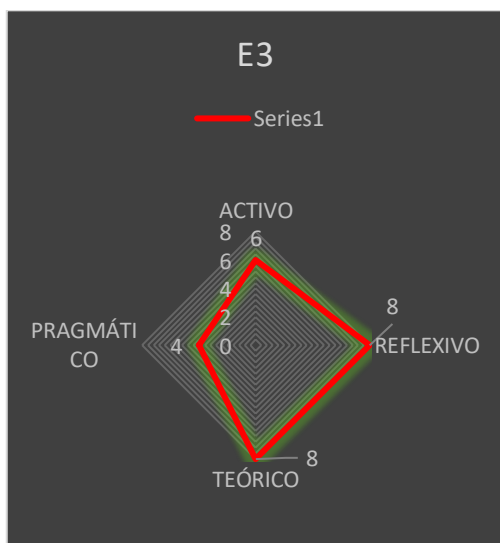 E3
Series1
ACTIVO
8
6
6
8
4
2
PRAGMÁTI
CO
4
0
REFLEXIVO
8
TEÓRICO